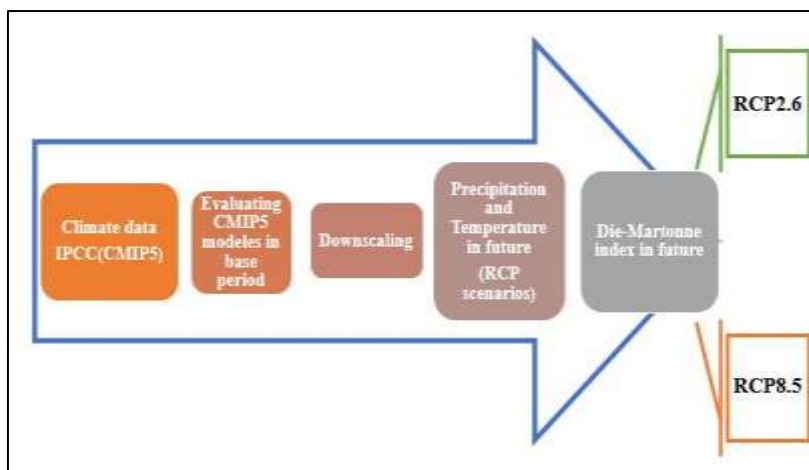 Climate data
IPCC(CMIP5)
Evaluating
CMIP5
modeles in
base
period
Downscaling
Precipitation
and
Temperature
in future
(RCP
scenarios)
Die-Martonne
index in future
RCP2.6
RCP8.5